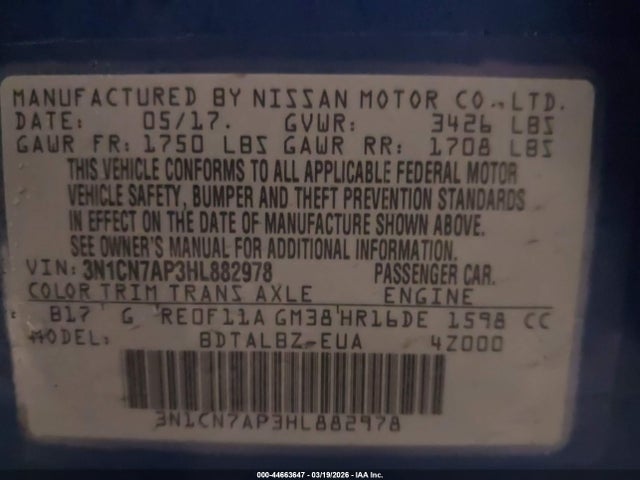 MANUFACTURED BY NISSAN MOTOR CO., LTD.
DATE: 05/17. GVWR: 3426 LBS
GAWR FR: 1750 LBS GAWR RR: 1708 LBS
THIS VEHICLE CONFORMS TO ALL APPLICABLE FEDERAL MOTOR
VEHICLE SAFETY, BUMPER AND THEFT PREVENTION STANDARDS
IN EFFECT ON THE DATE OF MANUFACTURE SHOWN ABOVE.
SEE OWNER'S MANUAL FOR ADDITIONAL INFORMATION.
VIN: 3N1CN7AP3HL882978 PASSENGER CAR.
COLOR TRIM TRANS AXLE ENGINE
B17 G RE0F11A GM38 HR16DE 1598 CC
MODEL: BDTALBZ-EUA 4Z000
3N1CN7AP3HL882978
000-44663647 - 03/19/2026 - IAA Inc.